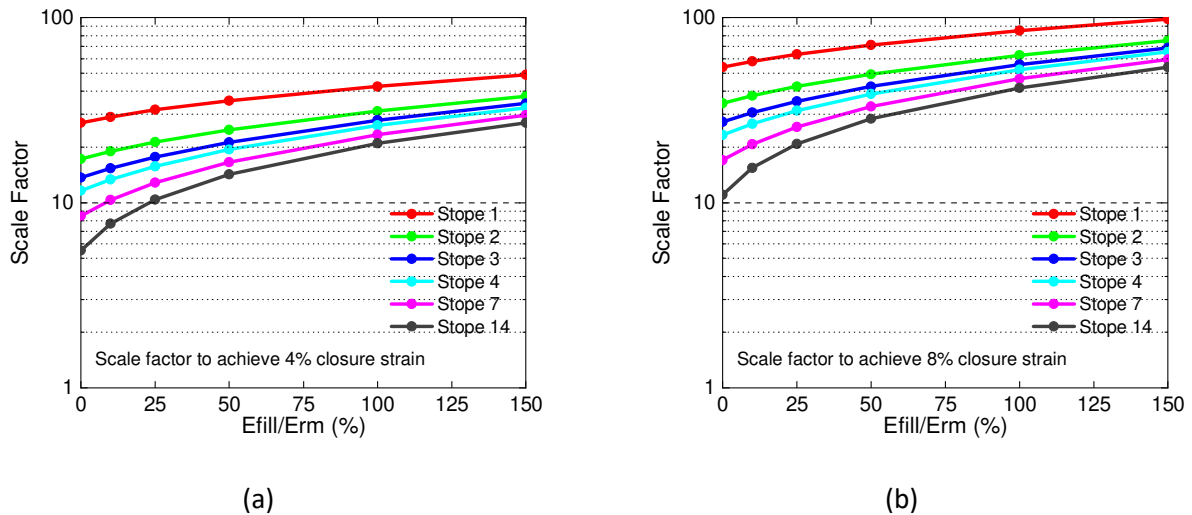 100
10
1
Scale Factor
Stope 1
Stope 2
Stope 3
Stope 4
Stope 7
Stope 14
Scale factor to achieve 4% closure strain
0 25 50 75 100 125 150
Efill/Erm (%)
(a)
100
10
1
Scale Factor
Stope 1
Stope 2
Stope 3
Stope 4
Stope 7
Stope 14
Scale factor to achieve 8% closure strain
0 25 50 75 100 125 150
Efill/Erm (%)
(b)